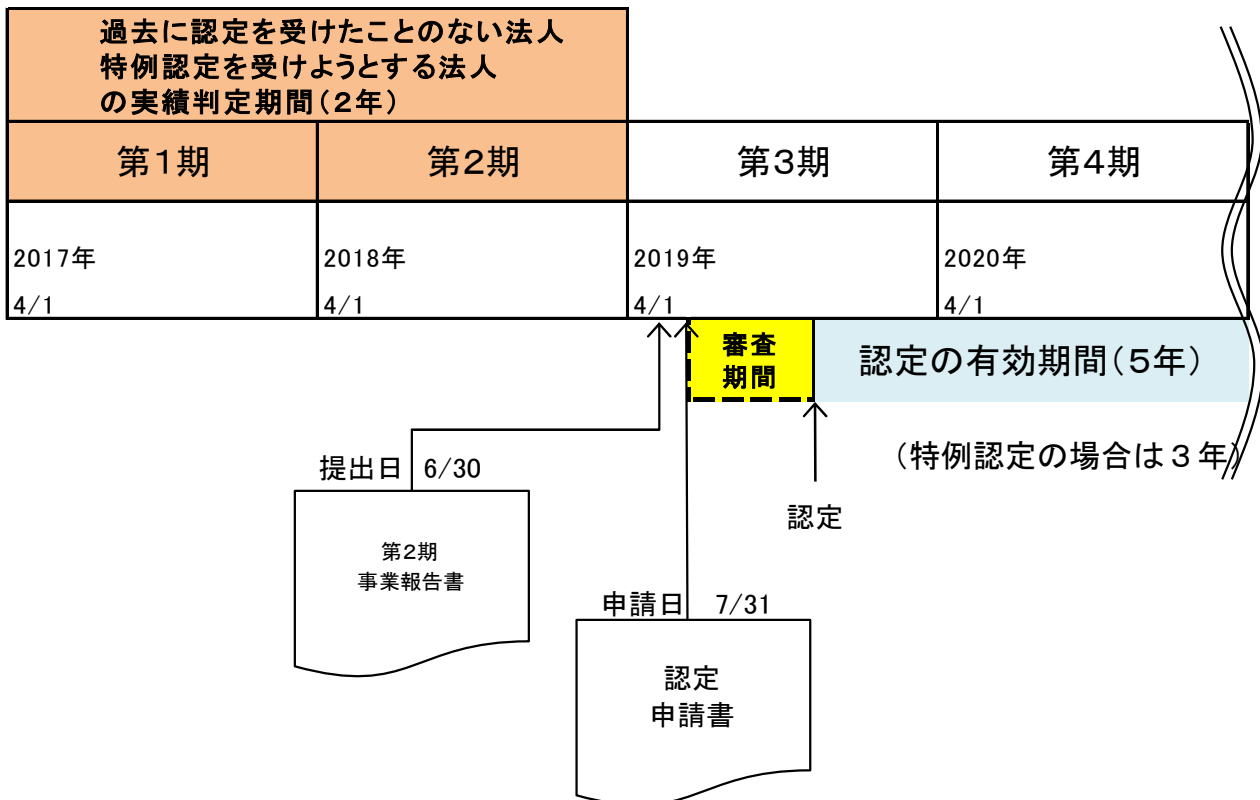 過去に認定を受けたことのない法人
特例認定を受けようとする法人
の実績判定期間(2年)
第1期
第2期
第3期
第4期
2017年
4/1
2018年
4/1
2019年
4/1
2020年
4/1
審査
期間
認定の有効期間(5年)
(特例認定の場合は3年)
提出日 6/30
認定
第2期
事業報告書
申請日 7/31
認定
申請書